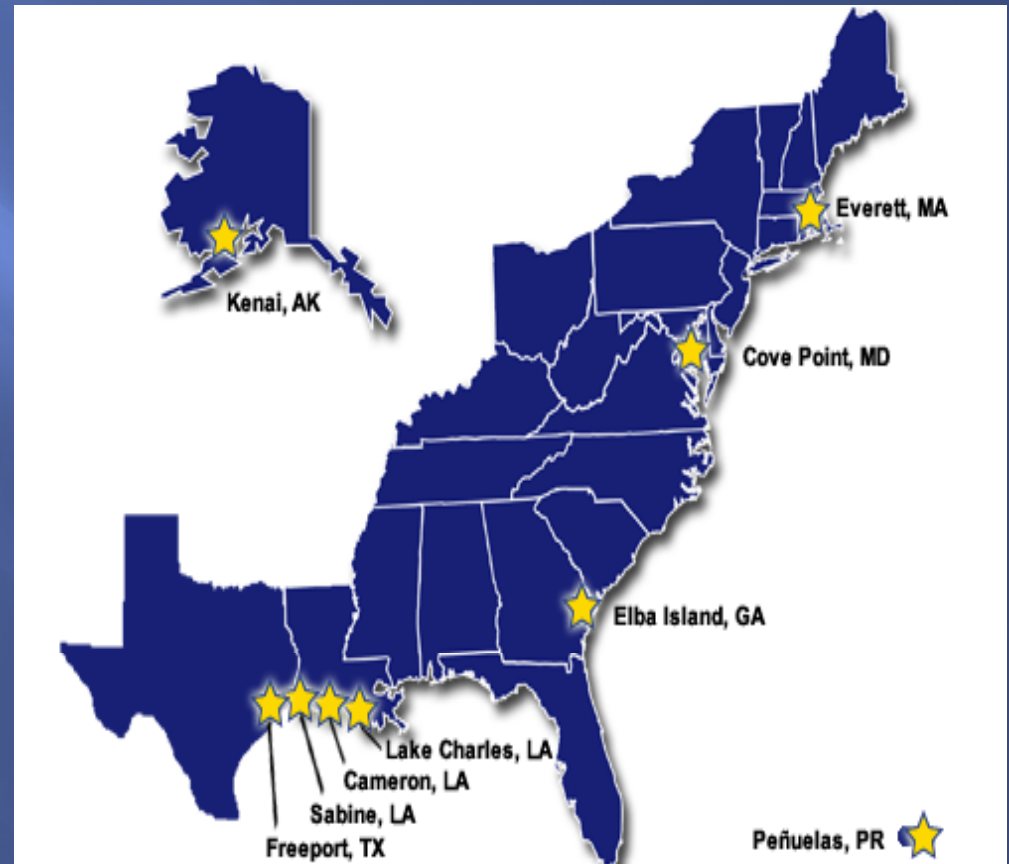 Everett, MA
Kenai, AK
Cove Point, MD
Elba Island, GA
Lake Charles, LA
Cameron, LA
Sabine, LA
Freeport, TX
Peñuelas, PR